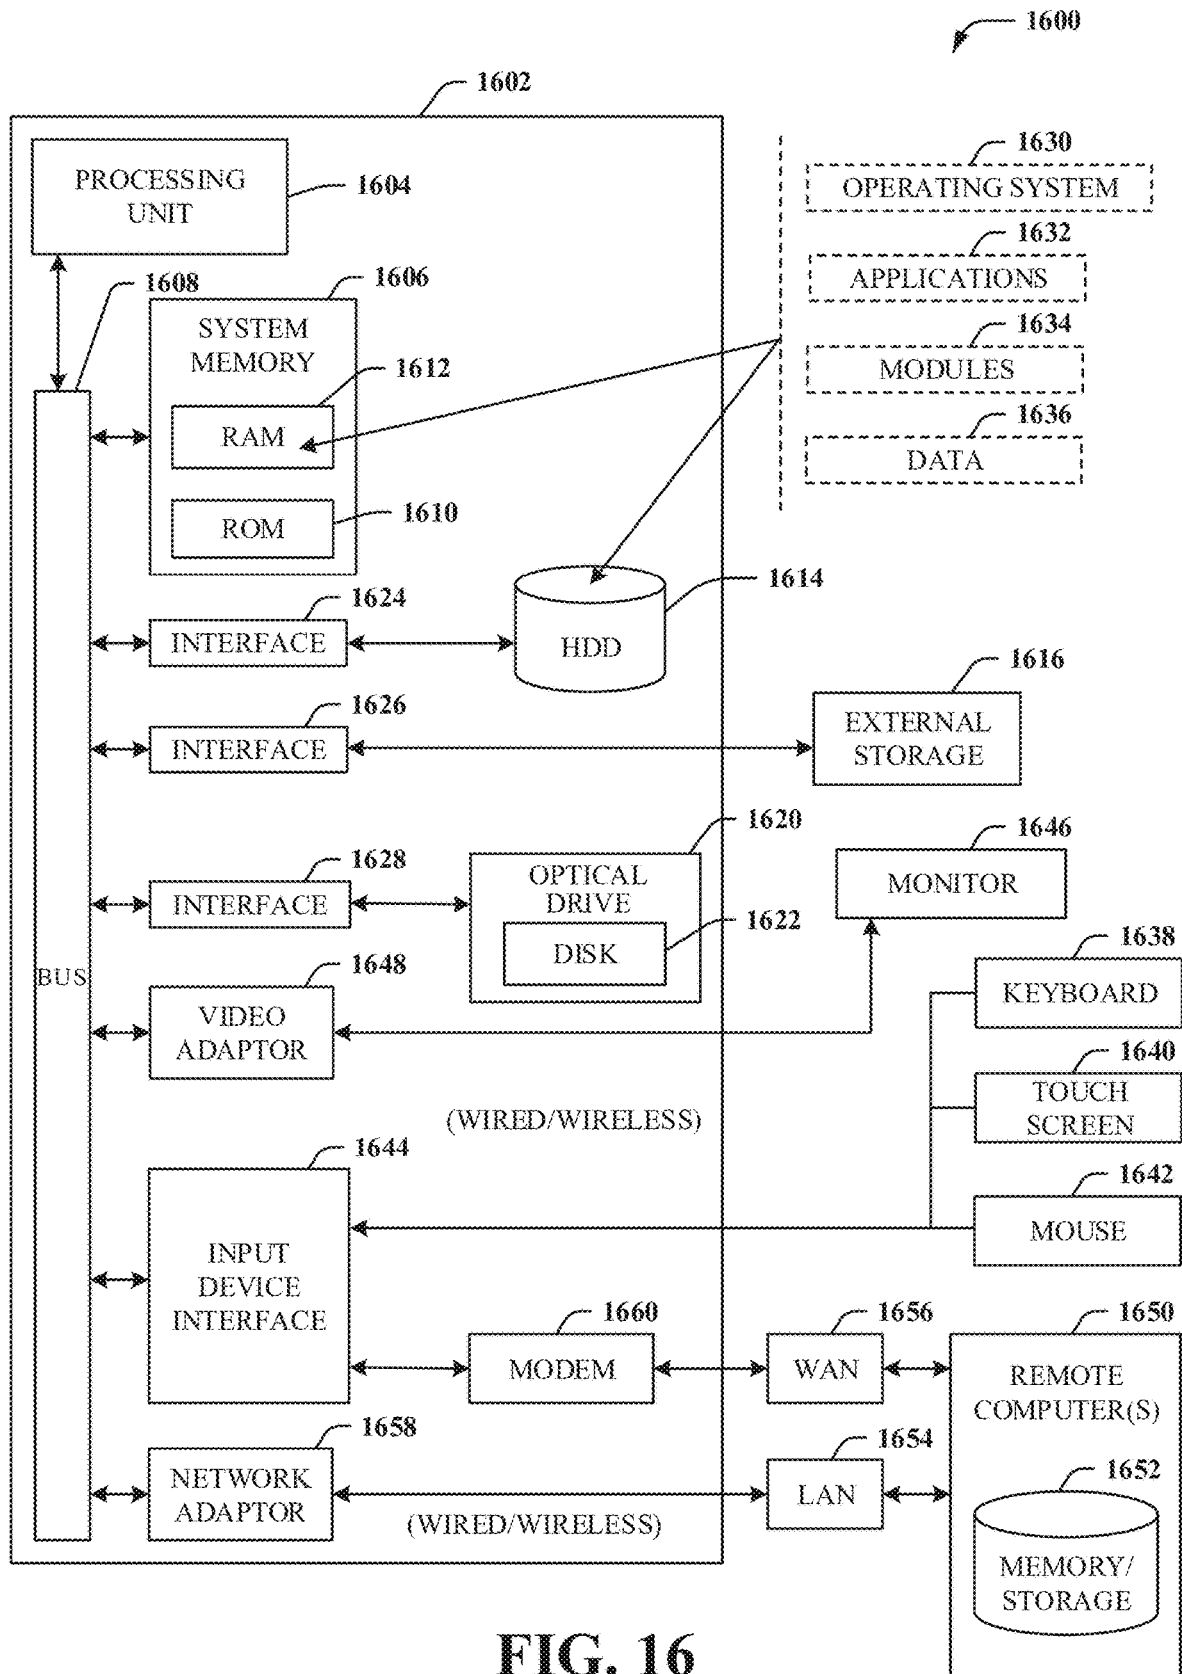 1600
1602
PROCESSING
UNIT
1604
1630
OPERATING SYSTEM
1632
APPLICATIONS
1634
MODULES
1636
DATA
1608
1606
SYSTEM
MEMORY
1612
RAM
1610
ROM
1624
INTERFACE
1614
HDD
1626
INTERFACE
1616
EXTERNAL
STORAGE
1628
INTERFACE
1620
OPTICAL
DRIVE
1622
DISK
1646
MONITOR
BUS
1648
VIDEO
ADAPTOR
1638
KEYBOARD
1640
TOUCH
SCREEN
(WIRED/WIRELESS)
1644
INPUT
DEVICE
INTERFACE
1642
MOUSE
1660
MODEM
1656
WAN
1650
REMOTE
COMPUTER(S)
1658
NETWORK
ADAPTOR
(WIRED/WIRELESS)
1654
LAN
1652
MEMORY/
STORAGE
FIG. 16